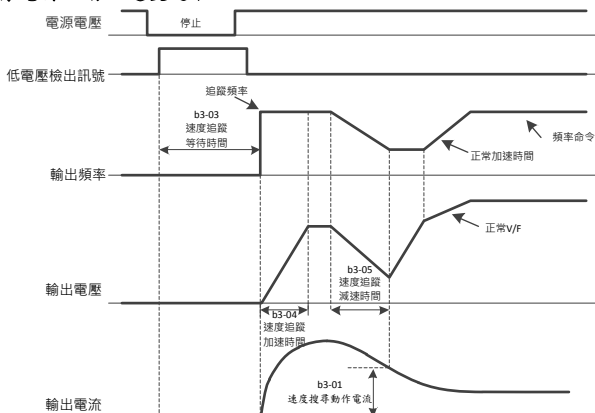 電源電壓
停止
低電壓檢出訊號
追蹤頻率
b3-03
速度追蹤
等待時間
頻率命令
正常加速時間
輸出頻率
正常V/F
輸出電壓
b3-05
速度追蹤
減速時間
b3-04
速度追蹤
加速時間
b3-01
速度搜尋動作電流
輸出電流